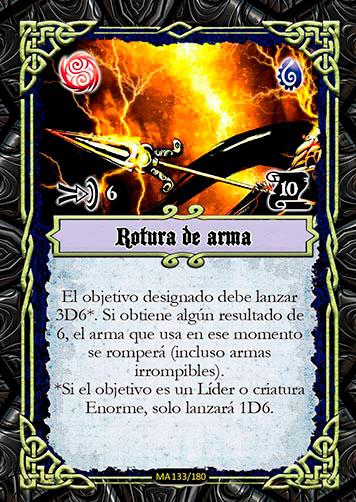 6
10
Rotura de arma
El objetivo designado debe lanzar
3D6*. Si obtiene algún resultado de
6, el arma que usa en ese momento
se romperá (incluso armas
irrompibles).
*Si el objetivo es un Líder o criatura
Enorme, solo lanzará 1D6.
MA133/180